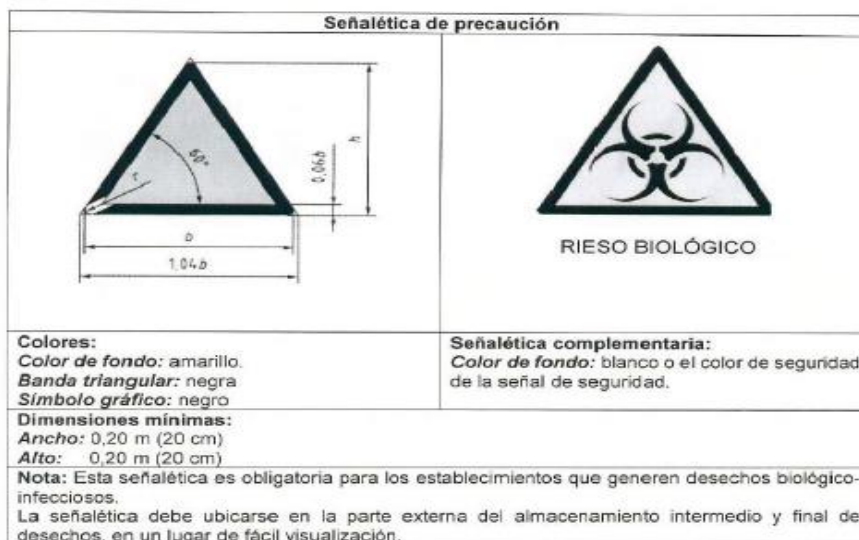 Señalética de precaución
60°
r
h
0,06b
b
1,04b
RIESO BIOLÓGICO
Colores:
Color de fondo: amarillo.
Banda triangular: negra
Símbolo gráfico: negro
Señalética complementaria:
Color de fondo: blanco o el color de seguridad
de la señal de seguridad.
Dimensiones mínimas:
Ancho: 0,20 m (20 cm)
Alto: 0,20 m (20 cm)
Nota: Esta señalética es obligatoria para los establecimientos que generen desechos biológico-
infecciosos.
La señalética debe ubicarse en la parte externa del almacenamiento intermedio y final de
desechos, en un lugar de fácil visualización.